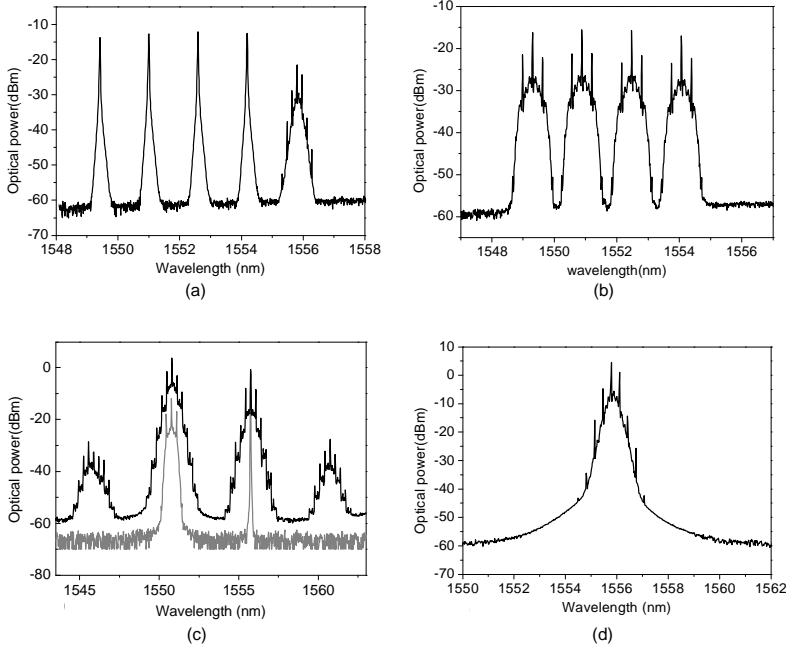 -10
-20
-30
-40
-50
-60
-70
Optical power(dBm)
1548 1550 1552 1554 1556 1558
Wavelength (nm)
(a)
-10
-20
-30
-40
-50
-60
Optical power(dBm)
1548 1550 1552 1554 1556
wavelength(nm)
(b)
0
-20
-40
-60
-80
Optical power(dBm)
1545 1550 1555 1560
Wavelength (nm)
(c)
10
0
-10
-20
-30
-40
-50
-60
-70
Optical power(dBm)
1550 1552 1554 1556 1558 1560 1562
Wavelength (nm)
(d)